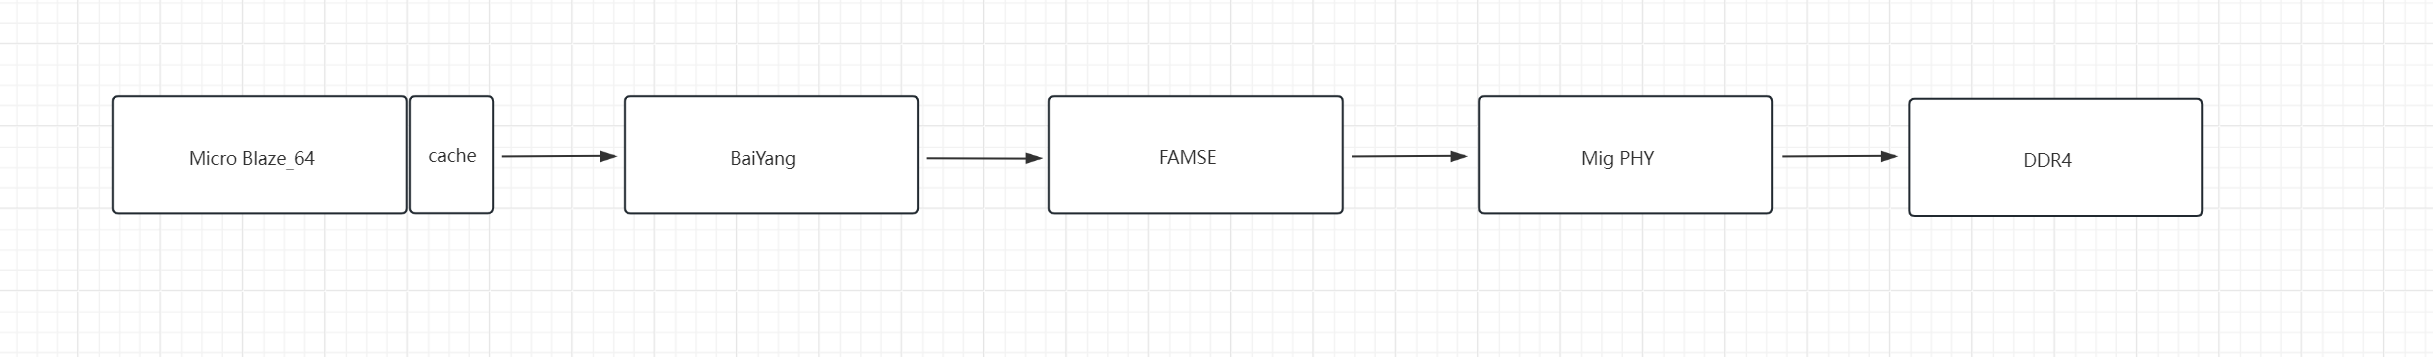 Micro Blaze_64
cache
BaiYang
FAMSE
Mig PHY
DDR4